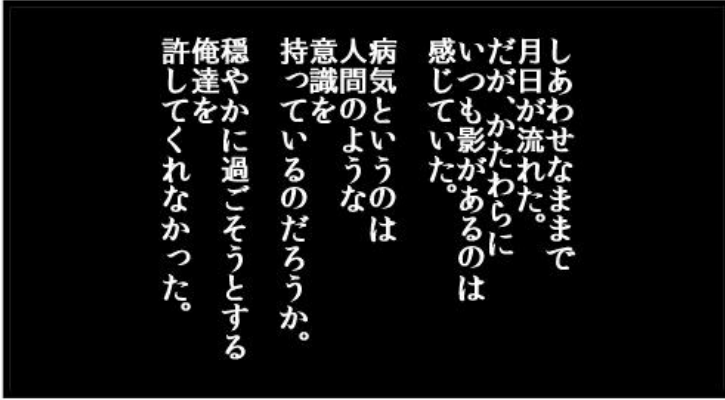 しあわせなままで
月日が流れた。
だが、かたわらに
いつも影があるのは
感じていた。
病気というのは
人間のような
意識を
持っているのだろうか。
穏やかに過ごそうとする
俺達を
許してくれなかった。